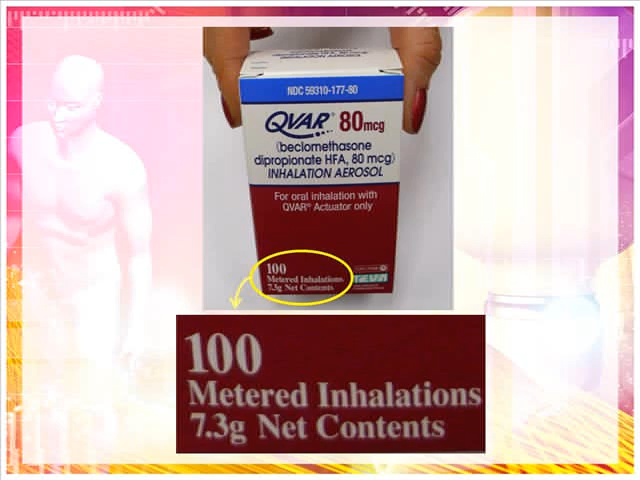 NDC 59310-177-80
QVAR® 80mcg
(beclomethasone
dipropionate HFA, 80 mcg)
INHALATION AEROSOL
For oral inhalation with
QVAR® Actuator only
100
Metered Inhalations
7.3g Net Contents
TEVA
100
Metered Inhalations
7.3g Net Contents